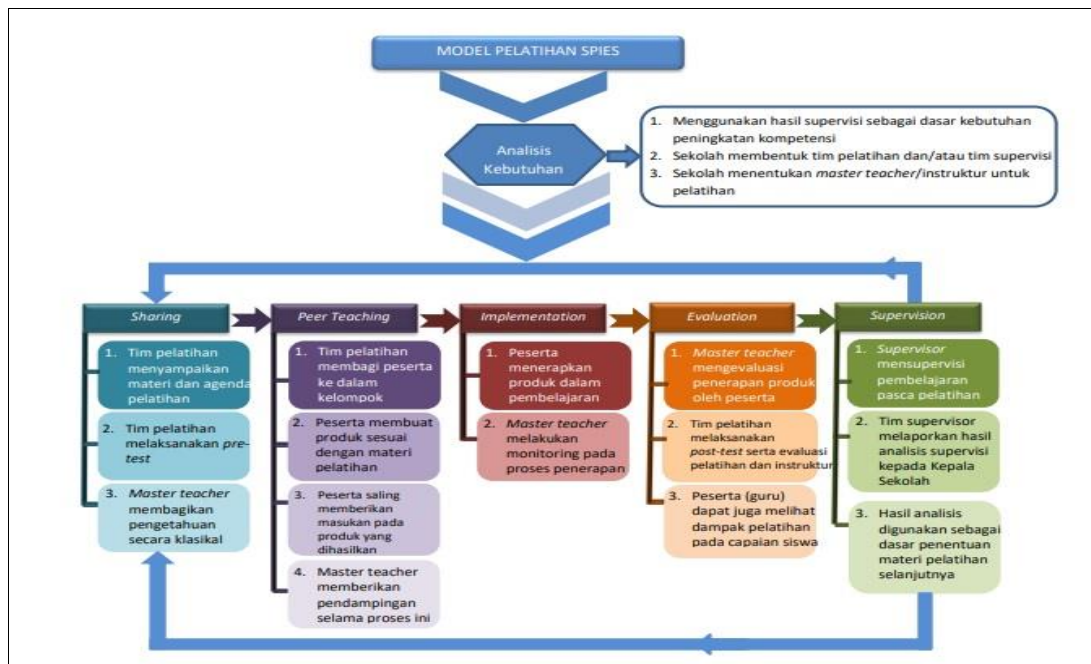 MODEL PELATIHAN SPIES
Analisis
Kebutuhan
1. Menggunakan hasil supervisi sebagai dasar kebutuhan
peningkatan kompetensi
2. Sekolah membentuk tim pelatihan dan/atau tim supervisi
3. Sekolah menentukan master teacher/instruktur untuk
pelatihan
Sharing
1. Tim pelatihan
menyampaikan
materi dan agenda
pelatihan
2. Tim pelatihan
melaksanakan pre-
test
3. Master teacher
membagikan
pengetahuan
secara klasikal
Peer Teaching
1. Tim pelatihan
membagi peserta
ke dalam
kelompok
2. Peserta membuat
produk sesuai
dengan materi
pelatihan
3. Peserta saling
memberikan
masukan pada
produk yang
dihasilkan
4. Master teacher
memberikan
pendampingan
selama proses ini
Implementation
1. Peserta
menerapkan
produk dalam
pembelajaran
2. Master teacher
melakukan
monitoring pada
proses penerapan
Evaluation
1. Master teacher
mengevaluasi
penerapan produk
oleh peserta
2. Tim pelatihan
melaksanakan
post-test serta evaluasi
pelatihan dan instruktur
3. Peserta (guru)
dapat juga melihat
dampak pelatihan
pada capaian siswa
Supervision
1. Supervisor
mensupervisi
pembelajaran
pasca pelatihan
2. Tim supervisor
melaporkan hasil
analisis supervisi
kepada Kepala
Sekolah
3. Hasil analisis
digunakan sebagai
dasar penentuan
materi pelatihan
selanjutnya